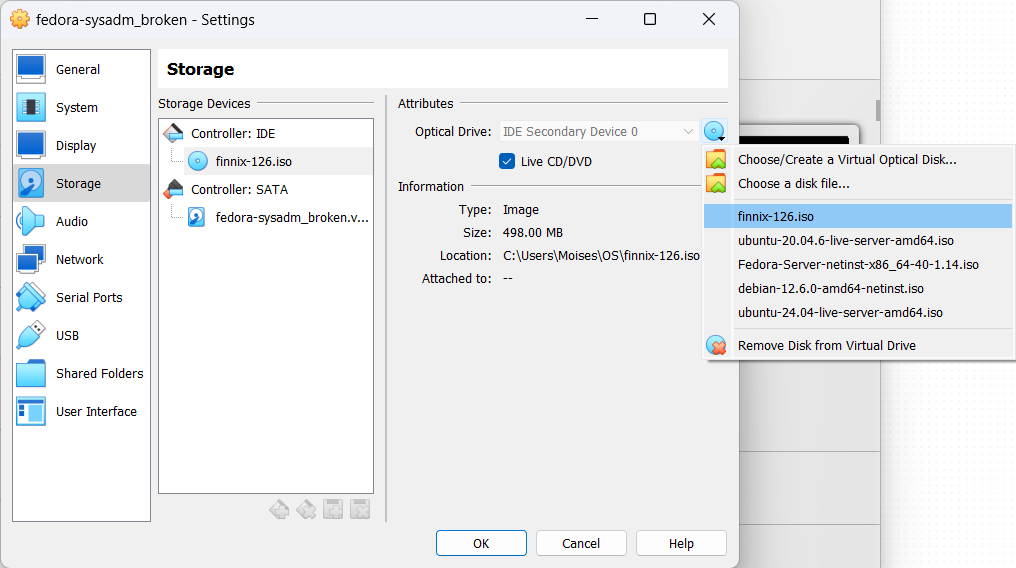 fedora-sysadm_broken - Settings
General
System
Display
Storage
Audio
Network
Serial Ports
USB
Shared Folders
User Interface
Storage
Storage Devices
Controller: IDE
finnix-126.iso
Controller: SATA
fedora-sysadm_broken.v...
Attributes
Optical Drive: IDE Secondary Device 0
Live CD/DVD
Information
Type: Image
Size: 498.00 MB
Location: C:\Users\Moises\OS\finnix-126.iso
Attached to: --
Choose/Create a Virtual Optical Disk...
Choose a disk file...
finnix-126.iso
ubuntu-20.04.6-live-server-amd64.iso
Fedora-Server-netinst-x86_64-40-1.14.iso
debian-12.6.0-amd64-netinst.iso
ubuntu-24.04-live-server-amd64.iso
Remove Disk from Virtual Drive
OK Cancel Help